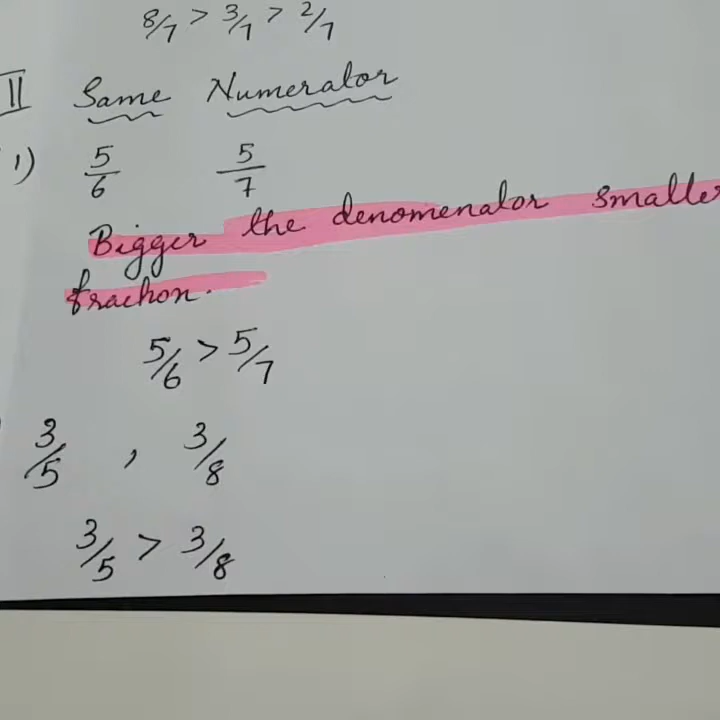 8/7 > 3/7 > 2/7
II Same Numerator
1) 5/6 5/7
Bigger the denomenator smaller
fraction.
5/6 > 5/7
3/5 , 3/8
3/5 > 3/8